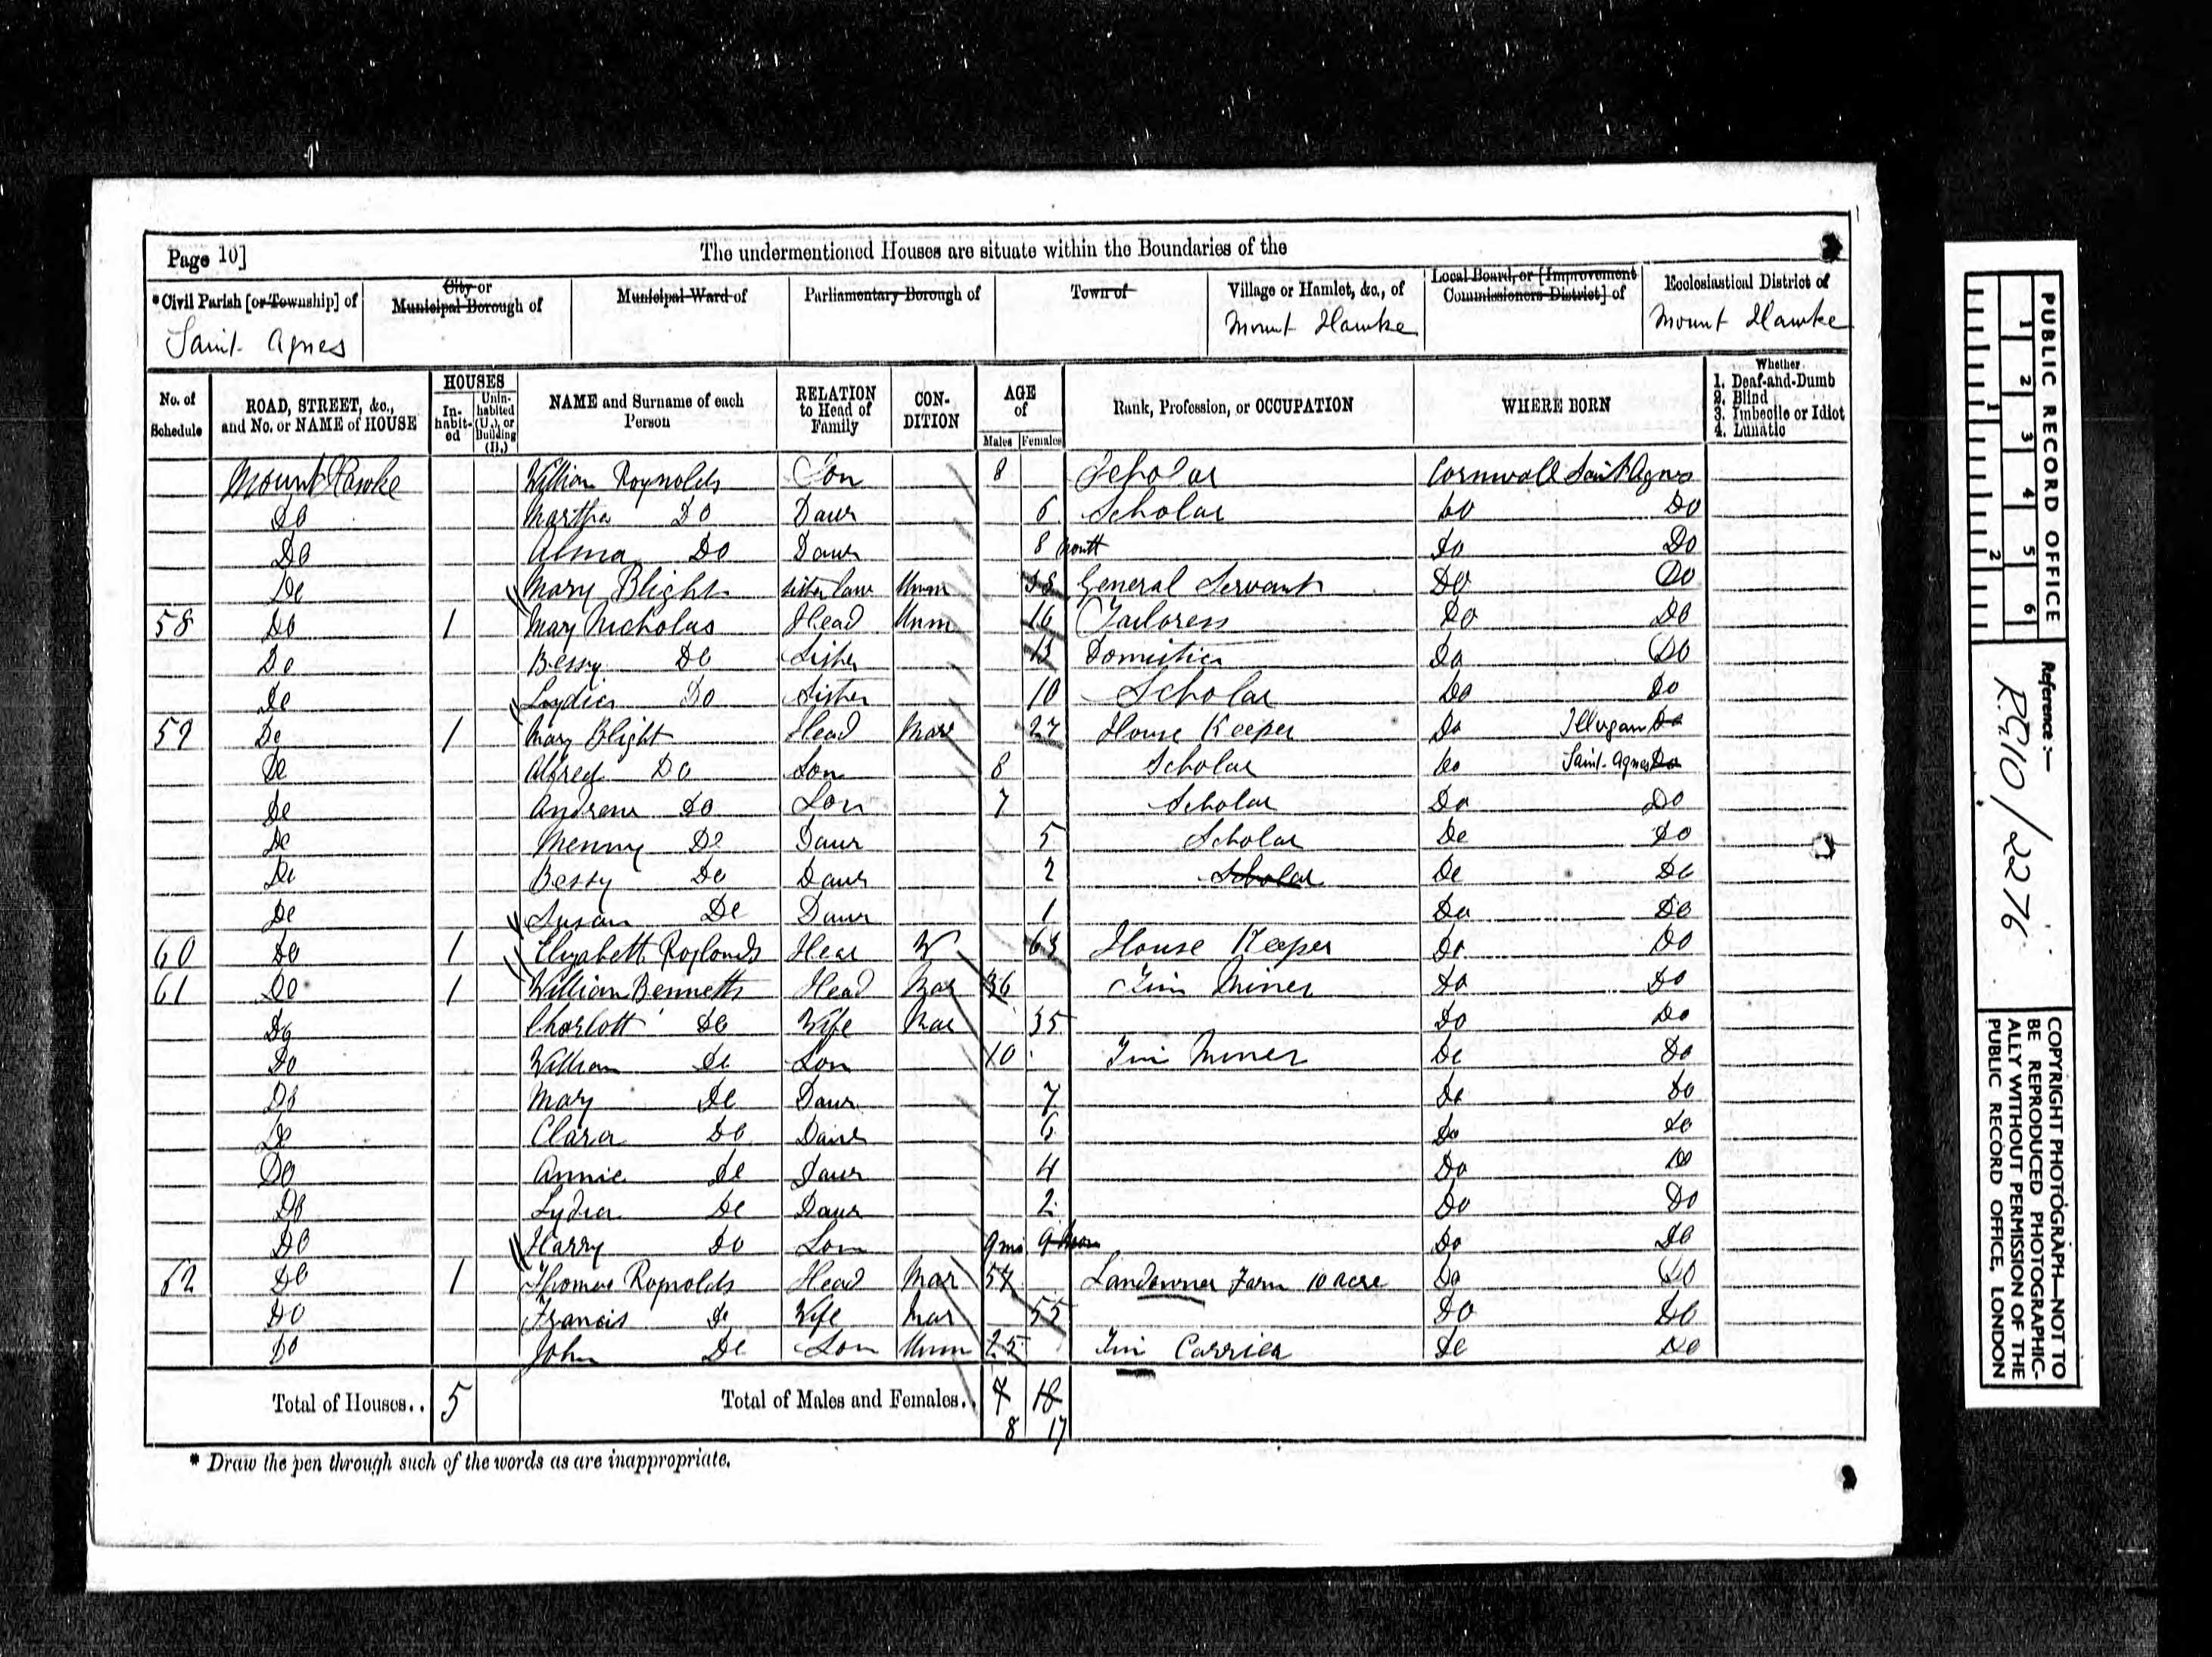 Page 10]
The undermentioned Houses are situate within the Boundaries of the
*Civil Parish [or Township] of
Saint Agnes
City or Municipal Borough of
Municipal Ward of
Parliamentary Borough of
Town of
Village or Hamlet, &c., of
Mount Hawke
Local Board, or [Improvement Commissioners District] of
Ecclesiastical District of
Mount Hawke
No. of Schedule
ROAD, STREET, &c., and No. or NAME of HOUSE
HOUSES
In-habit-ed
Unin-habited (U.), or Building (B.)
NAME and Surname of each Person
RELATION to Head of Family
CON-DITION
AGE of
Males Females
Rank, Profession, or OCCUPATION
WHERE BORN
Whether
1. Deaf-and-Dumb
2. Blind
3. Imbecile or Idiot
4. Lunatic
Mount Hawke William Reynolds Son 8 Scholar Cornwall Saint Agnes
Do Martha Do Daur 6 Scholar Do Do
Do Alma Do Daur 8 month Do Do
Do Mary Blight Unm General Servant Do Do
58 Do 1 Mary Nicholas Head Unm 16 Tailoress Do Do
Do Bessy Do Sister 13 Domestic Do Do
Do Lydia Do Sister 10 Scholar Do Do
59 Do 1 Mary Blight Head Mar 27 House Keeper Do Illogan Do
Do Alfred Do Son 8 Scholar Do Saint Agnes Do
Do Andrew Do Son 7 Scholar Do Do
Do Do Daur 5 Scholar Do Do
Do Bessy Do Daur 2 Scholar Do Do
Do Susan Do Daur 1 Do Do
60 Do 1 Elizabeth Head W 63 House Keeper Do Do
61 Do 1 William Bennetts Head Mar 36 Tin Miner Do Do
Do Charlott Do Wife Mar 35 Do Do
Do William Do Son 10 Tin Miner Do Do
Do Mary Do Daur 7 Do Do
Do Clara Do Daur 6 Do Do
Do Annie Do Daur 4 Do Do
Do Lydia Do Daur 2 Do Do
Do Harry Do Son 9 mo Do Do
62 Do 1 Thomas Reynolds Head Mar 57 Landowner Farm 10 acre Do Do
Do Francis Do Wife Mar 55 Do Do
Do John Do Son Unm 25 Tin Carrier Do Do
Total of Houses.. 5
Total of Males and Females..
7 18
8 17
* Draw the pen through such of the words as are inappropriate.
PUBLIC RECORD OFFICE
1 2 3 4 5 6
1 2
Reference :—
R.G.10/2276
COPYRIGHT PHOTOGRAPH—NOT TO
BE REPRODUCED PHOTOGRAPHIC-
ALLY WITHOUT PERMISSION OF THE
PUBLIC RECORD OFFICE, LONDON